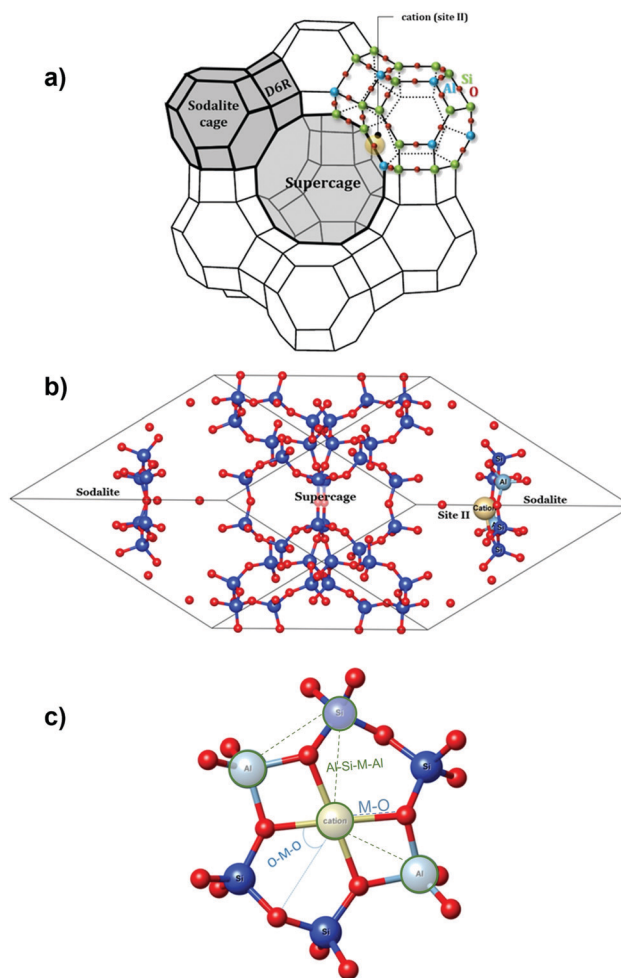 cation (site II)
a)
D6R
Sodalite
cage
Si
Al
O
Supercage
b)
Si
Al
Sodalite
Supercage
Cation
Sodalite
Site II
Si
Si
c)
Si
Al
Si
Al-Si-M-Al
M-O
cation
O-M-O
Al
Si
Si